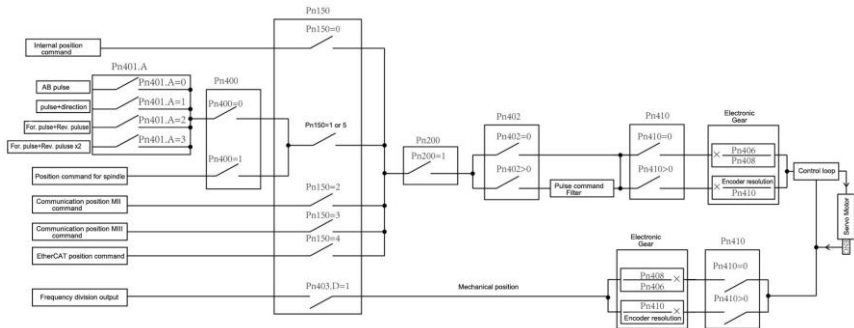 Pn150
Pn150=0
Internal position
command
Pn401.A
AB pulse
Pn401.A=0
pulse+direction
Pn401.A=1
For. pulse+Rev. puluse
Pn401.A=2
For. pulse+Rev. puluse x2
Pn401.A=3
Pn400
Pn400=0
Pn400=1
Pn150=1 or 5
Position command for spindle
Communication position MII
command
Pn150=2
Communication position MIII
command
Pn150=3
EtherCAT position command
Pn150=4
Frequency division output
Pn403.D=1
Pn200
Pn200=1
Pn402
Pn402=0
Pn402>0
Pulse command
Filter
Pn410
Pn410=0
Pn410>0
Electronic
Gear
Pn406
Pn408
Encoder resolution
Pn410
Control loop
Servo Motor
Mechanical position
Electronic
Gear
Pn408
Pn406
Pn410
Encoder resolution
Pn410
Pn410=0
Pn410>0